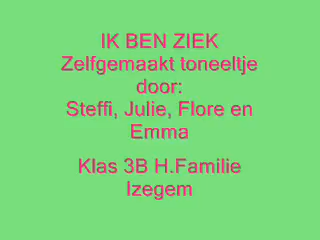 IK BEN ZIEK
Zelfgemaakt toneeltje
door:
Steffi, Julie, Flore en
Emma
Klas 3B H.Familie
Izegem